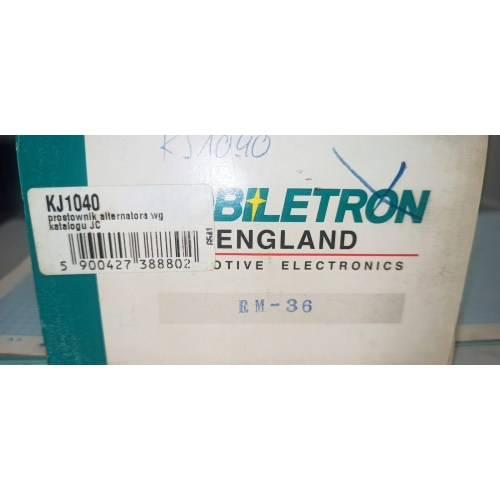 KJ1040
KJ1040
prostownik alternatora wg
katalogu JC
5 900427 388802
BILETRON
ENGLAND
OTIVE ELECTRONICS
RM-36